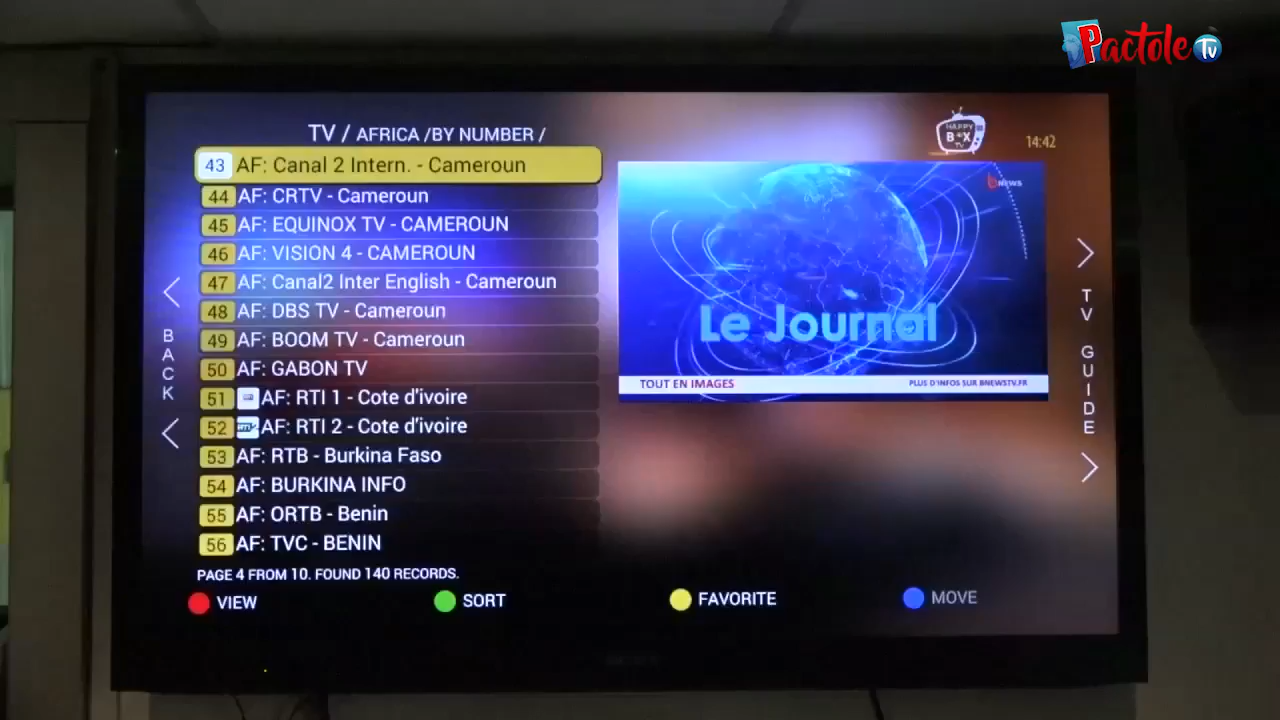 Pactole Tv
TV / AFRICA /BY NUMBER /
HAPPY
BOX
TV
14:42
43 AF: Canal 2 Intern. - Cameroun
44 AF: CRTV - Cameroun
45 AF: EQUINOX TV - CAMEROUN
46 AF: VISION 4 - CAMEROUN
47 AF: Canal2 Inter English - Cameroun
48 AF: DBS TV - Cameroun
49 AF: BOOM TV - Cameroun
50 AF: GABON TV
51 AF: RTI 1 - Cote d'ivoire
52 AF: RTI 2 - Cote d'ivoire
53 AF: RTB - Burkina Faso
54 AF: BURKINA INFO
55 AF: ORTB - Benin
56 AF: TVC - BENIN
PAGE 4 FROM 10. FOUND 140 RECORDS.
VIEW
SORT
FAVORITE
MOVE
BACK
bnews
Le Journal
TOUT EN IMAGES
PLUS D'INFOS SUR BNEWSTV.FR
TV GUIDE